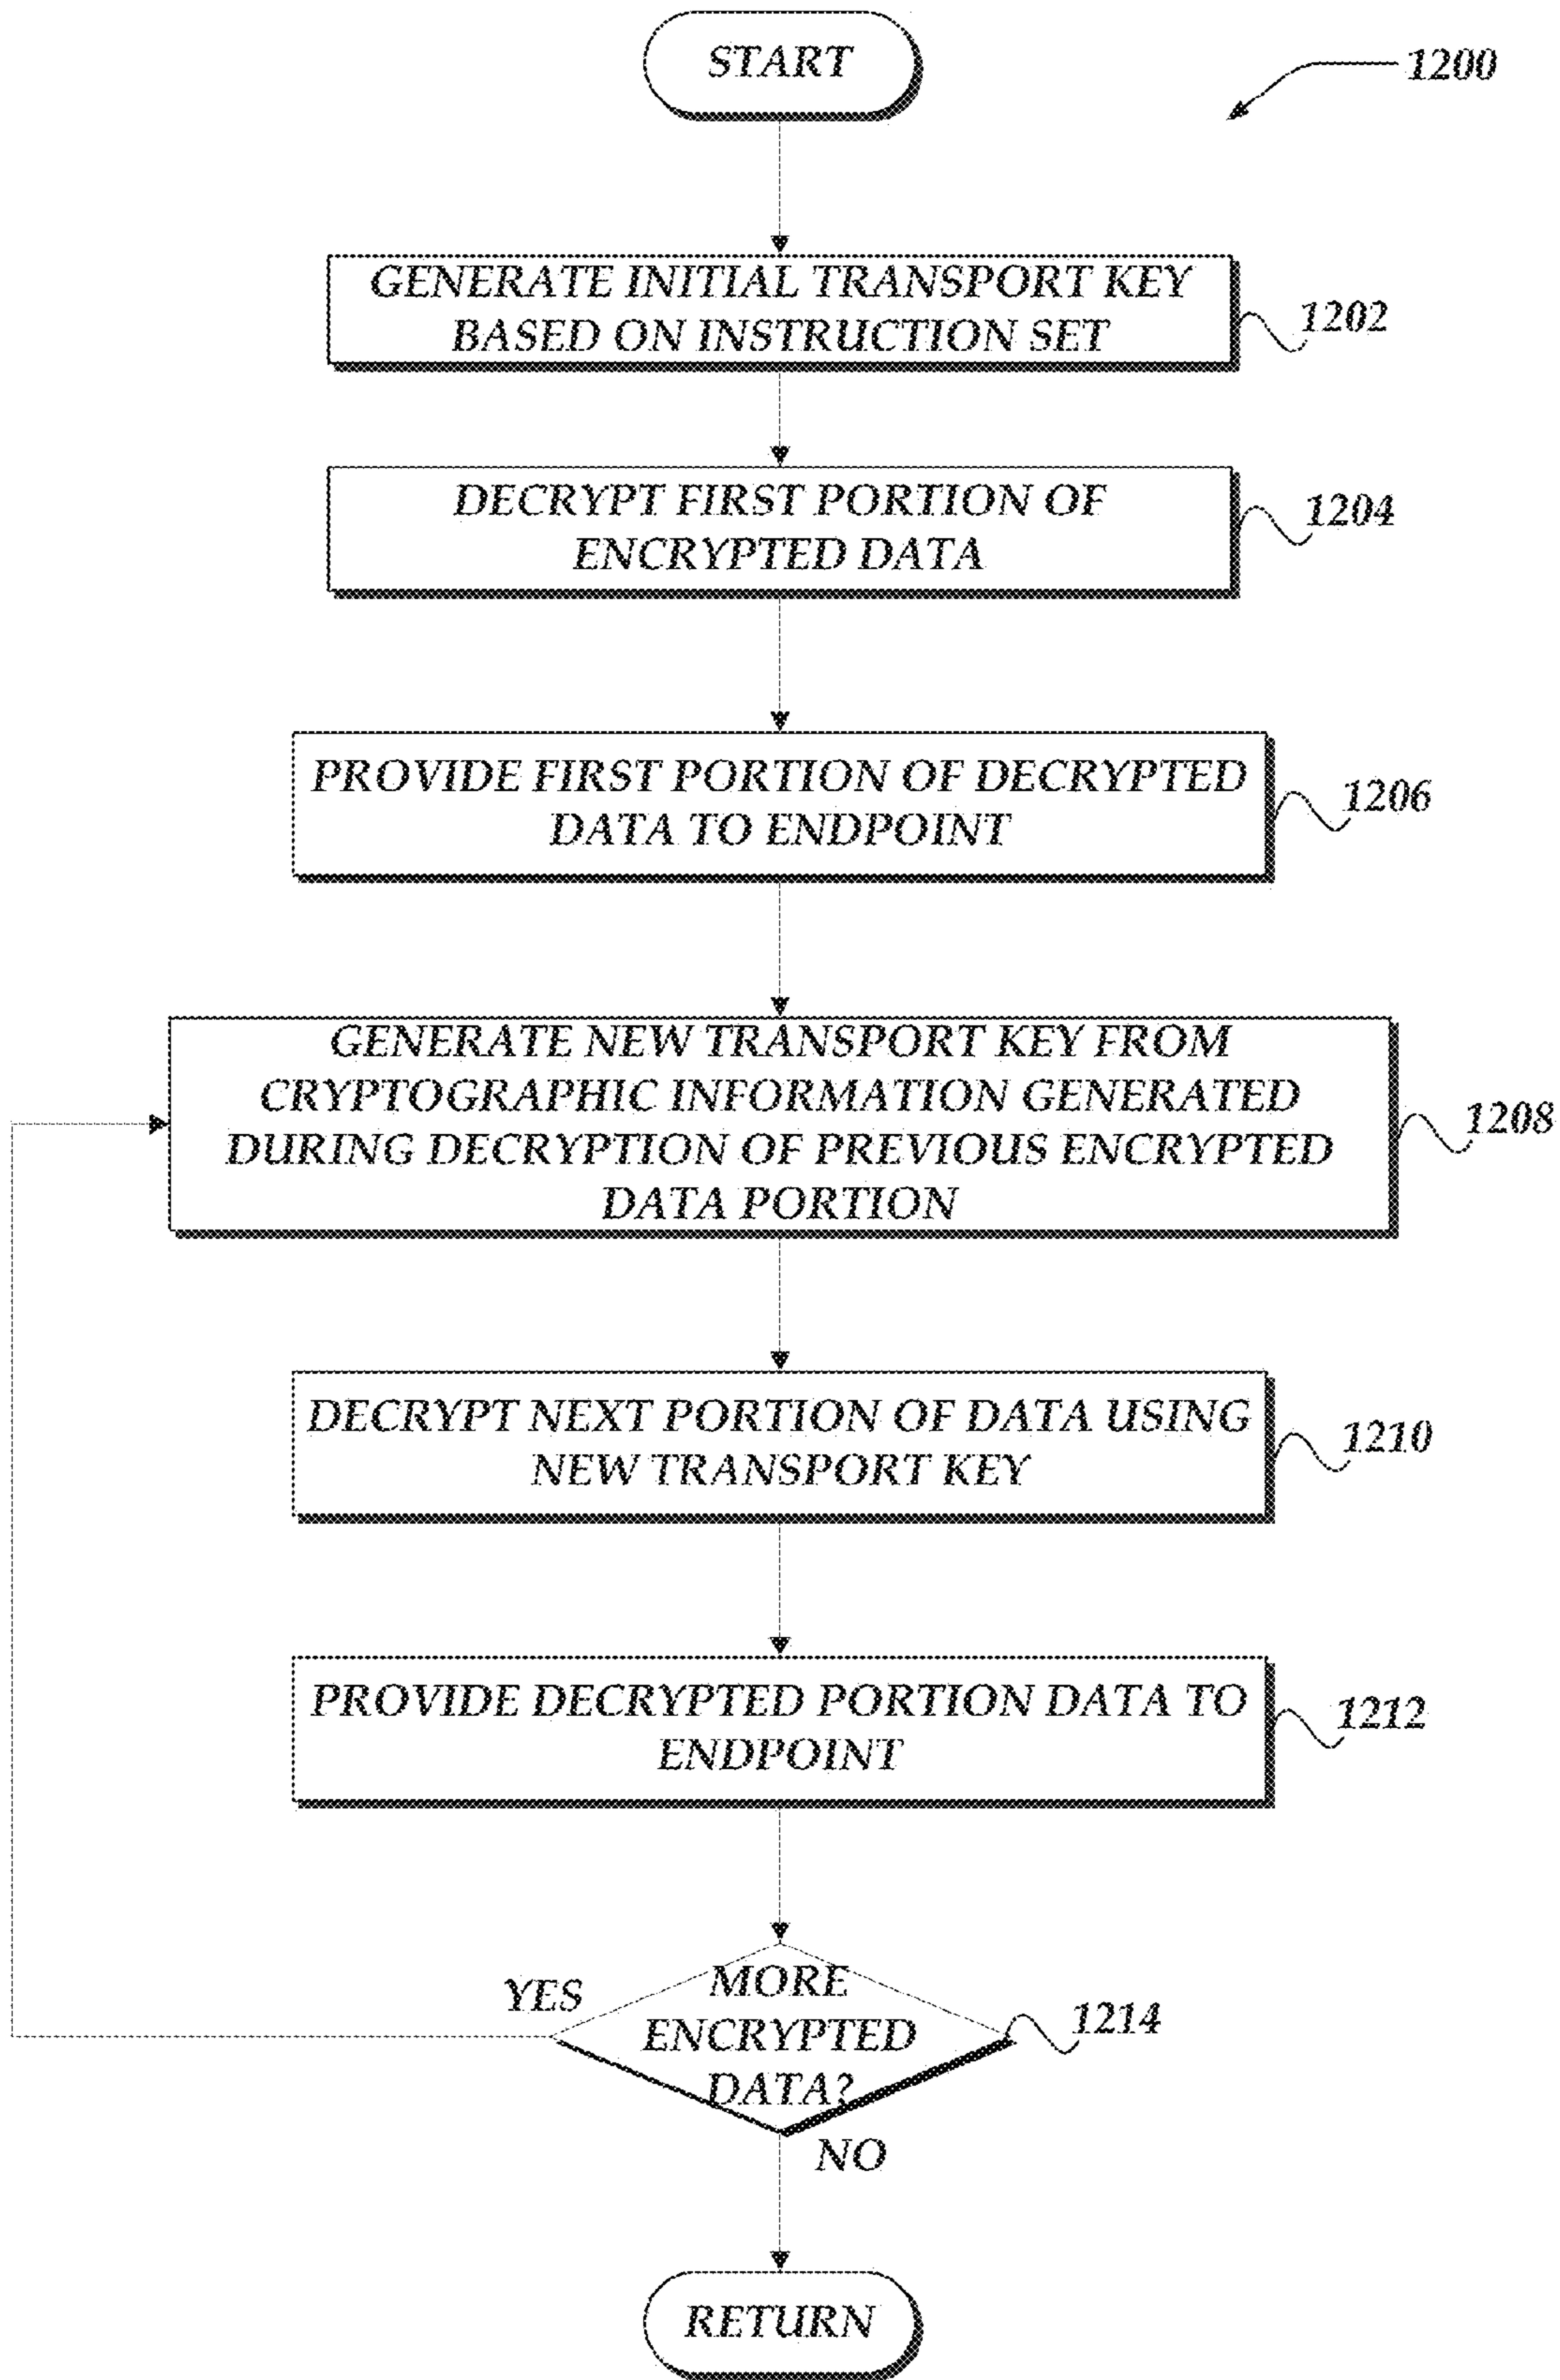 START
1200
GENERATE INITIAL TRANSPORT KEY
BASED ON INSTRUCTION SET
1202
DECRYPT FIRST PORTION OF
ENCRYPTED DATA
1204
PROVIDE FIRST PORTION OF DECRYPTED
DATA TO ENDPOINT
1206
GENERATE NEW TRANSPORT KEY FROM
CRYPTOGRAPHIC INFORMATION GENERATED
DURING DECRYPTION OF PREVIOUS ENCRYPTED
DATA PORTION
1208
DECRYPT NEXT PORTION OF DATA USING
NEW TRANSPORT KEY
1210
PROVIDE DECRYPTED PORTION DATA TO
ENDPOINT
1212
YES
MORE
ENCRYPTED
DATA?
1214
NO
RETURN